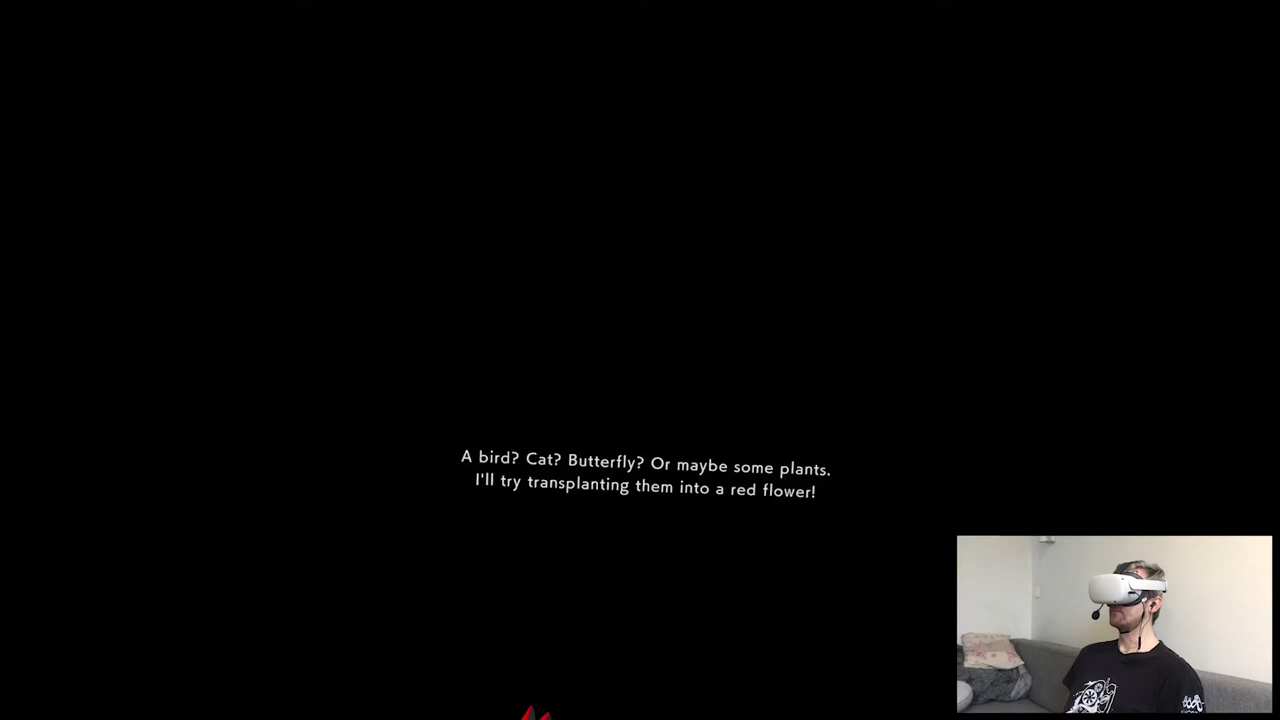 A bird? Cat? Butterfly? Or maybe some plants.
I'll try transplanting them into a red flower!